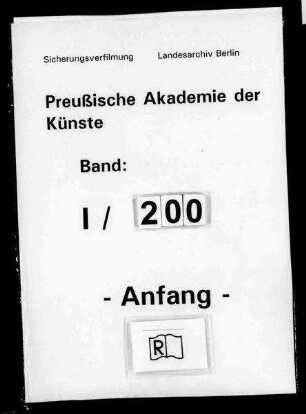 Sicherungsverfilmung Landesarchiv Berlin
Preußische Akademie der
Künste
Band:
I / 200
- Anfang -
R